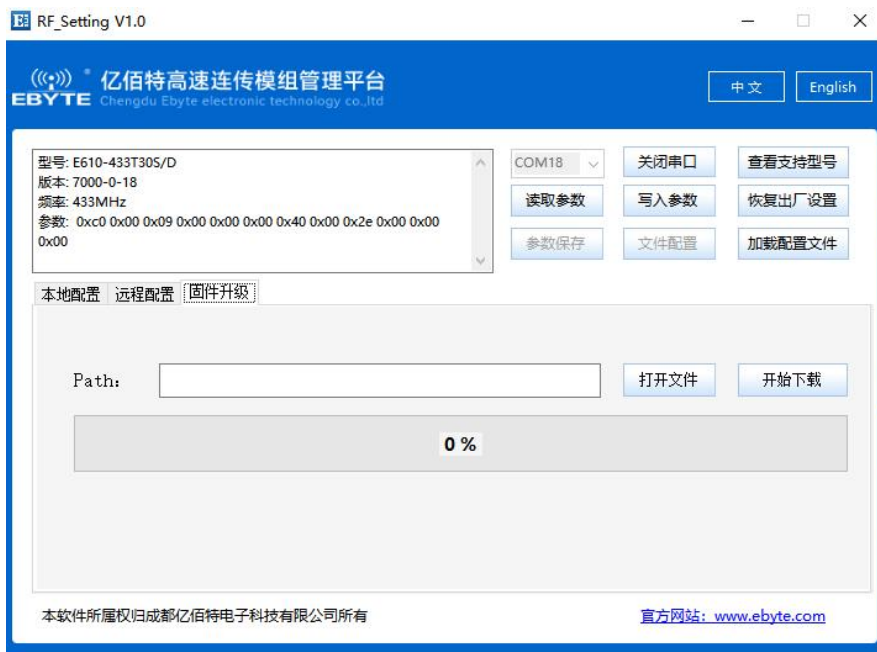 RF_Setting V1.0
EBYTE
亿佰特高速连传模组管理平台
Chengdu Ebyte electronic technology co.,ltd
中文
English
型号: E610-433T30S/D
版本: 7000-0-18
频率: 433MHz
参数: 0xc0 0x00 0x09 0x00 0x00 0x00 0x40 0x00 0x2e 0x00 0x00
0x00
COM18
关闭串口
查看支持型号
读取参数
写入参数
恢复出厂设置
参数保存
文件配置
加载配置文件
本地配置
远程配置
固件升级
Path:
打开文件
开始下载
0 %
本软件所属权归成都亿佰特电子科技有限公司所有
官方网站: www.ebyte.com